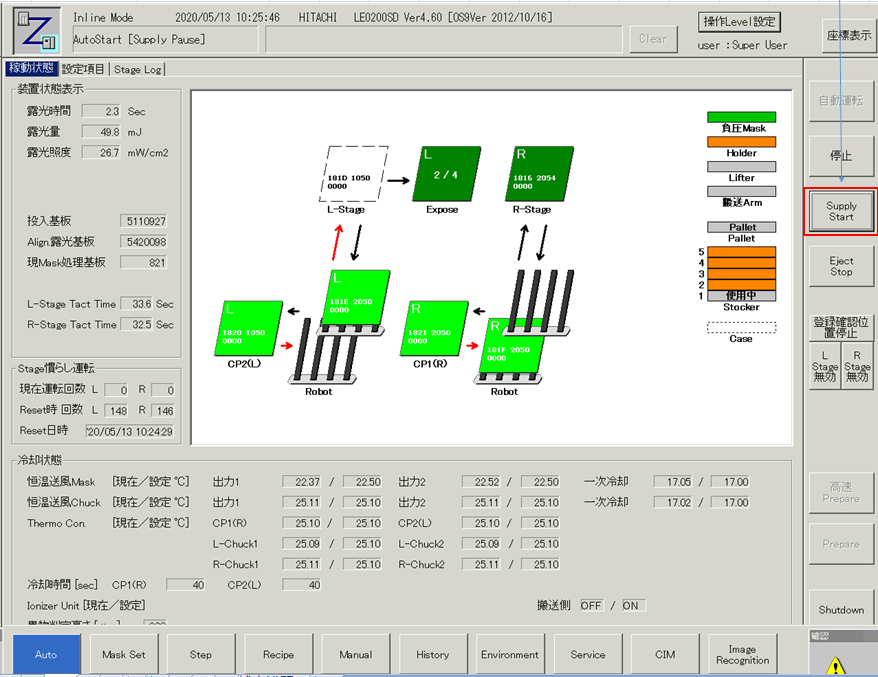 Inline Mode 2020/05/13 10:25:46 HITACHI LE0200SD Ver4.60 [OS9Ver 2012/10/16]
AutoStart [Supply Pause]
Clear
操作Level設定
user : Super User
座標表示
稼動状態 設定項目 Stage Log
装置状態表示
露光時間 2.3 Sec
露光量 49.8 mJ
露光照度 26.7 mW/cm2
投入基板 5110927
Align.露光基板 5420098
現Mask処理基板 821
L-Stage Tact Time 33.6 Sec
R-Stage Tact Time 32.5 Sec
Stage慣らし運転
現在運転回数 L 0 R 0
Reset時 回数 L 148 R 146
Reset日時 '20/05/13 10:24:29
181D 1050
0000
L-Stage
L
2 / 4
Expose
R
1816 2054
0000
R-Stage
L
1820 1050
0000
CP2(L)
L
181E 2050
0000
Robot
R
1821 2050
0000
CP1(R)
R
181F 2050
0000
Robot
負圧Mask
Holder
Lifter
搬送Arm
Pallet
Pallet
5
4
3
2
1 使用中
Stocker
Case
自動運転
停止
Supply
Start
Eject
Stop
登録確認位
置停止
L
Stage
無効
R
Stage
無効
高速
Prepare
Prepare
Shutdown
冷却状態
恒温送風Mask [現在／設定 ℃] 出力1 22.37 / 22.50 出力2 22.52 / 22.50 一次冷却 17.05 / 17.00
恒温送風Chuck [現在／設定 ℃] 出力1 25.11 / 25.10 出力2 25.11 / 25.10 一次冷却 17.02 / 17.00
Thermo Con. [現在／設定 ℃] CP1(R) 25.10 / 25.10 CP2(L) 25.10 / 25.10
L-Chuck1 25.09 / 25.10 L-Chuck2 25.09 / 25.10
R-Chuck1 25.11 / 25.10 R-Chuck2 25.11 / 25.10
冷却時間 [sec] CP1(R) 40 CP2(L) 40
Ionizer Unit [現在／設定] 搬送側 OFF / ON
確認
Auto
Mask Set
Step
Recipe
Manual
History
Environment
Service
CIM
Image
Recognition